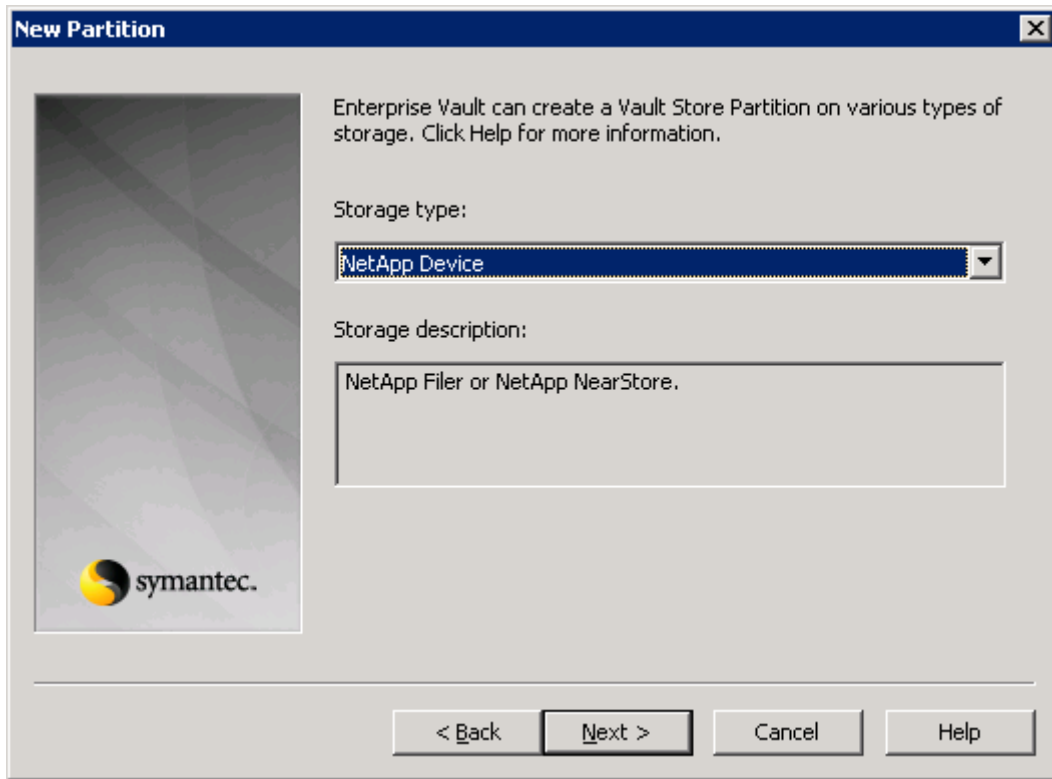 New Partition
Enterprise Vault can create a Vault Store Partition on various types of
storage. Click Help for more information.
Storage type:
NetApp Device
Storage description:
NetApp Filer or NetApp NearStore.
symantec.
< Back
Next >
Cancel
Help